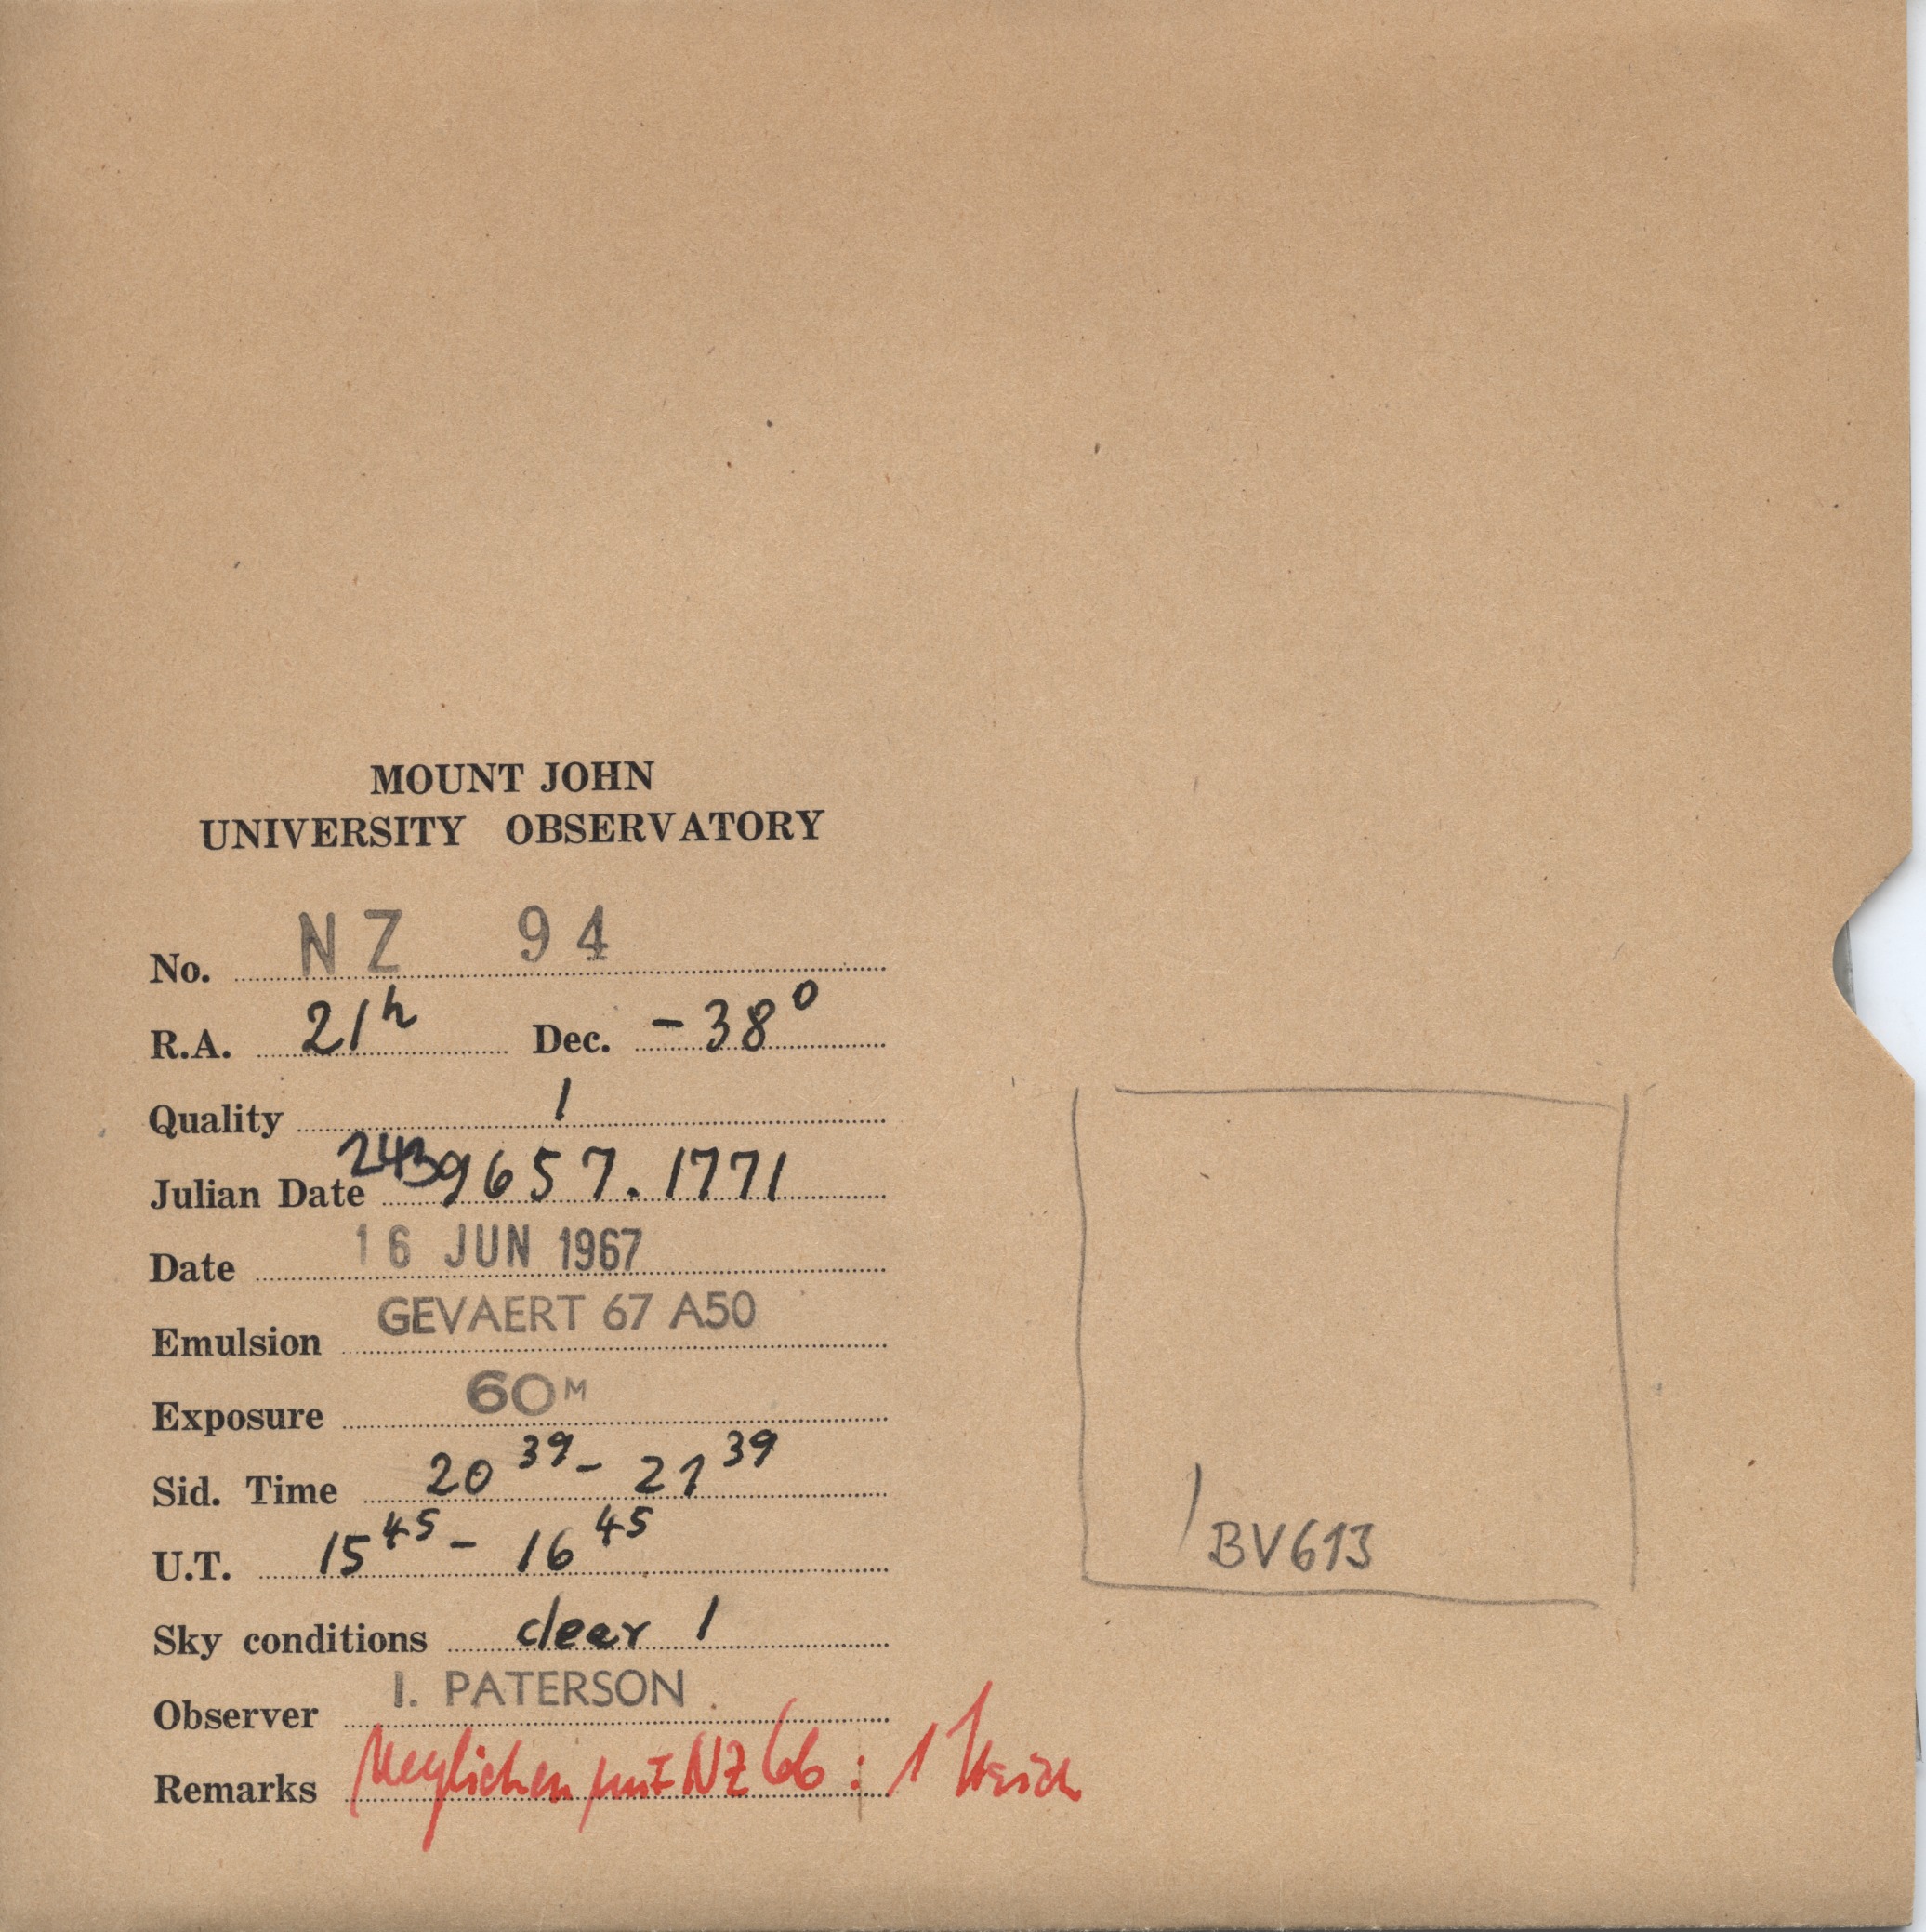 MOUNT JOHN
UNIVERSITY OBSERVATORY
No. NZ 94
R.A. 21h Dec. -38°
Quality 1
Julian Date 2439657.1771
Date 16 JUN 1967
Emulsion GEVAERT 67 A50
Exposure 60M
Sid. Time 20 39 - 21 39
U.T. 15 45 - 16 45
Sky conditions clear 1
Observer I. PATERSON
Remarks Verglichen mit NZ 66 : 1
BV613